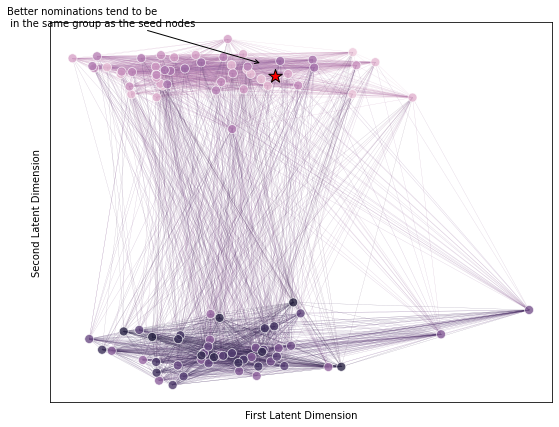 Better nominations tend to be
in the same group as the seed nodes
Second Latent Dimension
First Latent Dimension